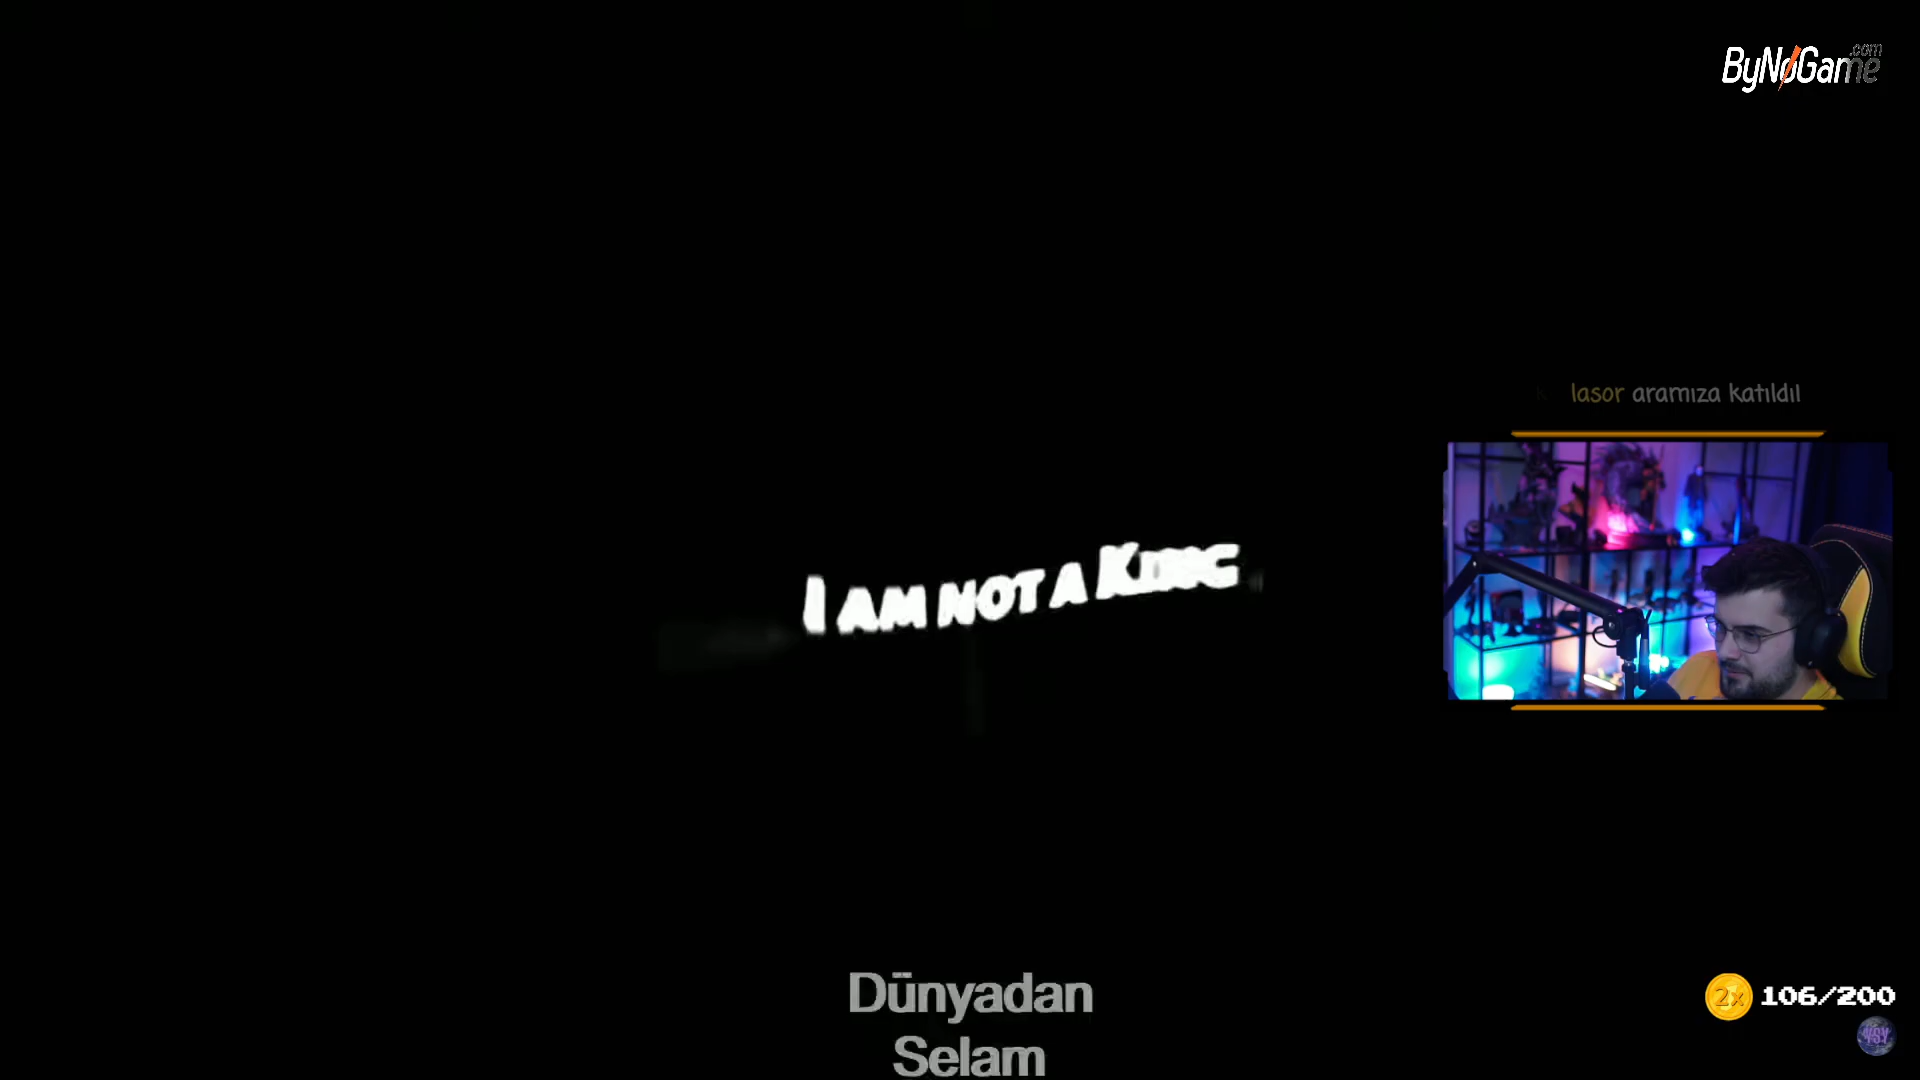 ByNoGame.com
lasor aramıza katıldı!
I AM NOT A KING
Dünyadan
Selam
2x 106/200